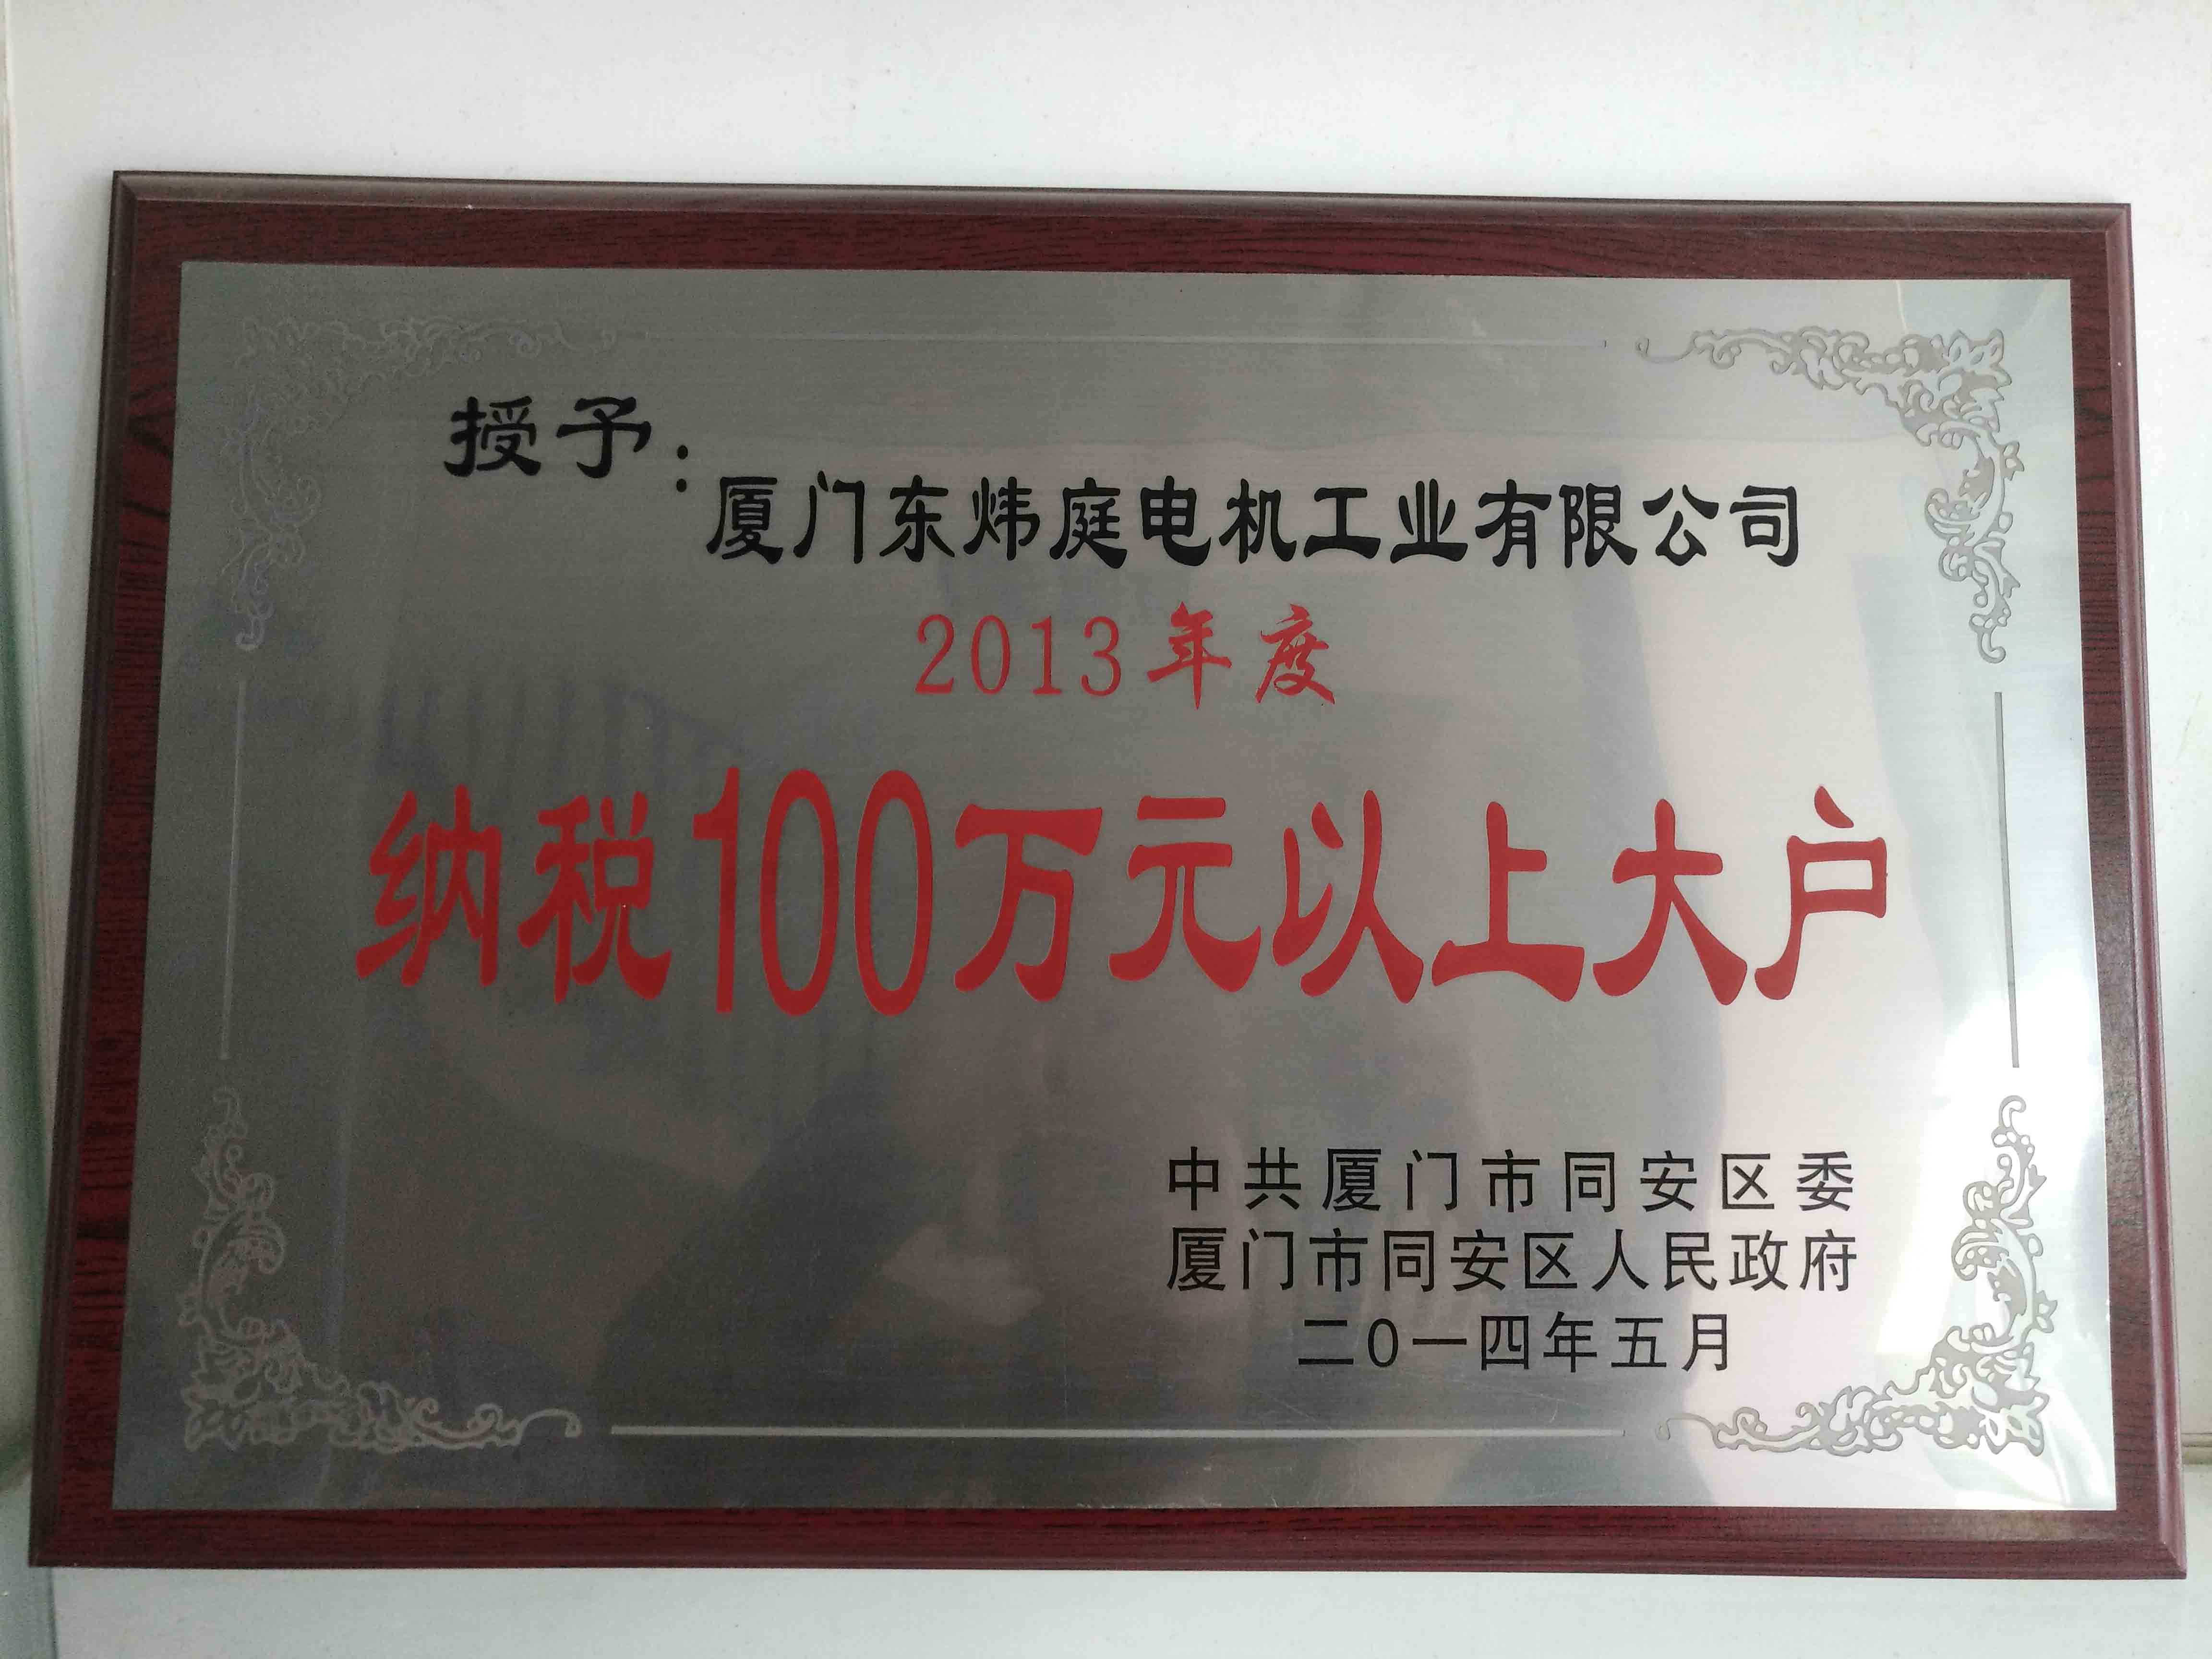 授予：
厦门东炜庭电机工业有限公司
2013年度
纳税100万元以上大户
中共厦门市同安区委
厦门市同安区人民政府
二0一四年五月